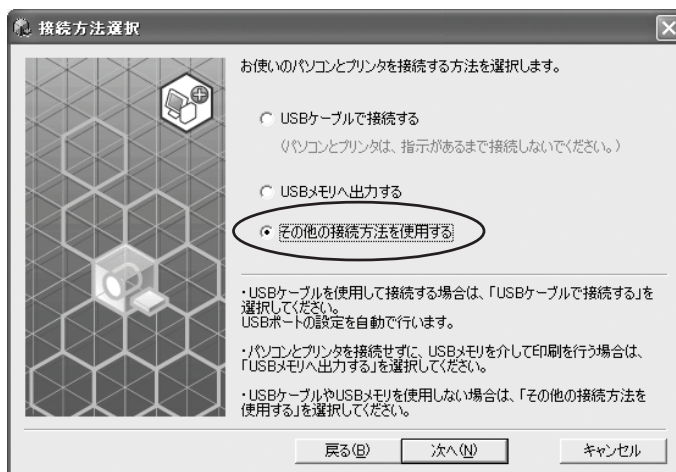 接続方法選択
お使いのパソコンとプリンタを接続する方法を選択します。
USBケーブルで接続する
(パソコンとプリンタは、指示があるまで接続しないでください。)
USBメモリへ出力する
その他の接続方法を使用する
・USBケーブルを使用して接続する場合は、「USBケーブルで接続する」を
選択してください。
USBポートの設定を自動で行います。
・パソコンとプリンタを接続せずに、USBメモリを介して印刷を行う場合は、
「USBメモリへ出力する」を選択してください。
・USBケーブルやUSBメモリを使用しない場合は、「その他の接続方法を
使用する」を選択してください。
戻る(B) 次へ(N) キャンセル